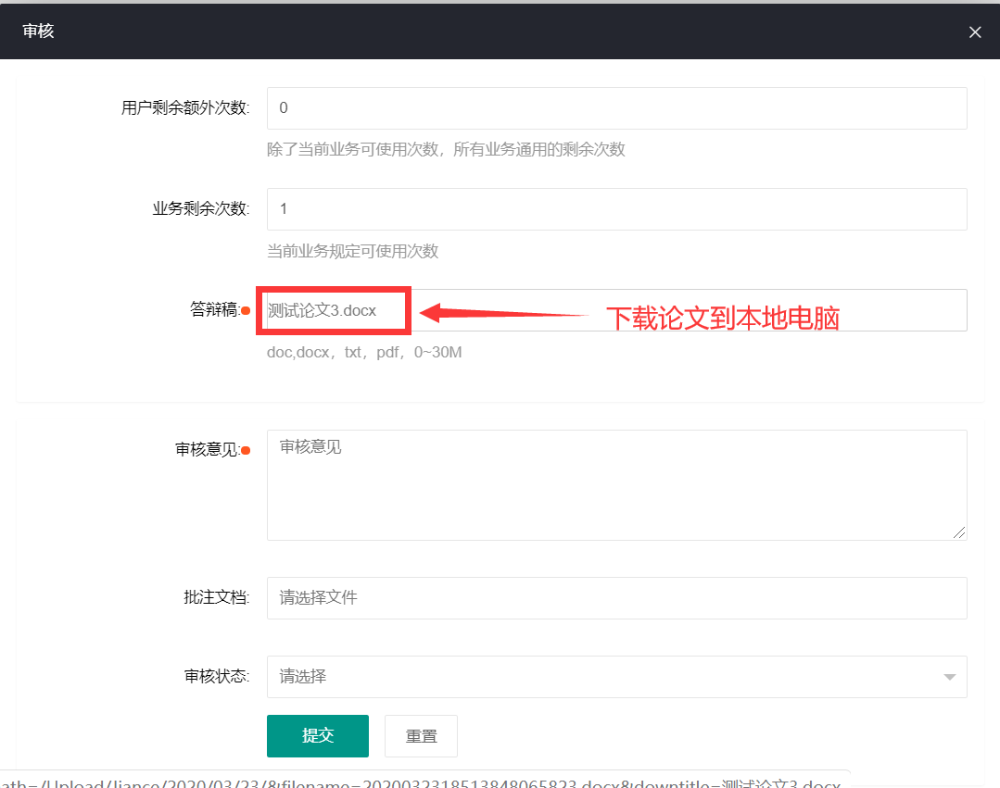 审核
用户剩余额外次数: 0
除了当前业务可使用次数，所有业务通用的剩余次数
业务剩余次数: 1
当前业务规定可使用次数
答辩稿: 测试论文3.docx 下载论文到本地电脑
doc,docx，txt，pdf，0~30M
审核意见: 审核意见
批注文档: 请选择文件
审核状态: 请选择
提交 重置
ath=/Upload/jiance/2020/03/23/&filename=2020032318513848065823.docx&downtitle=测试论文3.docx